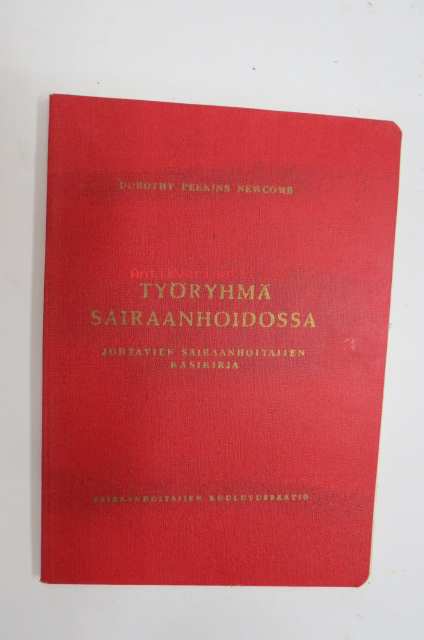 DOROTHY PERKINS NEWCOMB
TYÖRYHMÄ
SAIRAANHOIDOSSA
JOHTAVIEN SAIRAANHOITAJIEN
KÄSIKIRJA
SAIRAANHOITAJIEN KOULUTUSSÄÄTIÖ